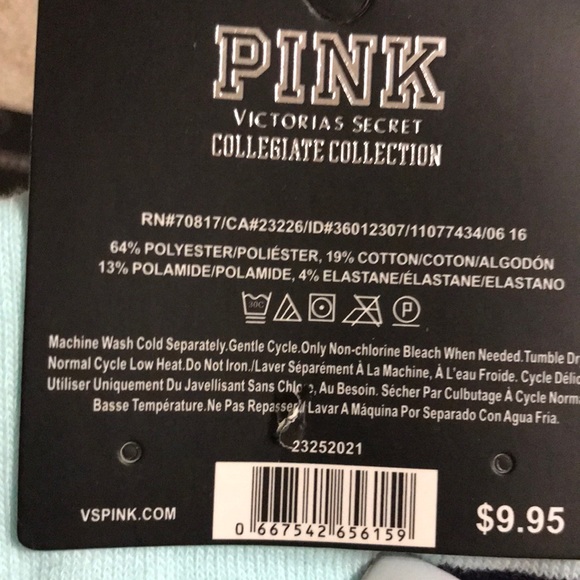 PINK
VICTORIAS SECRET
COLLEGIATE COLLECTION
RN#70817/CA#23226/ID#36012307/11077434/06 16
64% POLYESTER/POLIÉSTER, 19% COTTON/COTON/ALGODÓN
13% POLAMIDE/POLAMIDE, 4% ELASTANE/ÉLASTANE/ELASTANO
30C P
Machine Wash Cold Separately.Gentle Cycle.Only Non-chlorine Bleach When Needed.Tumble Dr
Normal Cycle Low Heat.Do Not Iron./Laver Séparément À La Machine, À L'eau Froide. Cycle Délic
Utiliser Uniquement Du Javellisant Sans Au Besoin. Sécher Par Culbutage À Cycle Norm
Basse Température.Ne Pas Repasser/ Lavar A Máquina Por Separado Con Agua Fria.
23252021
VSPINK.COM
0 667542 656159
$9.95